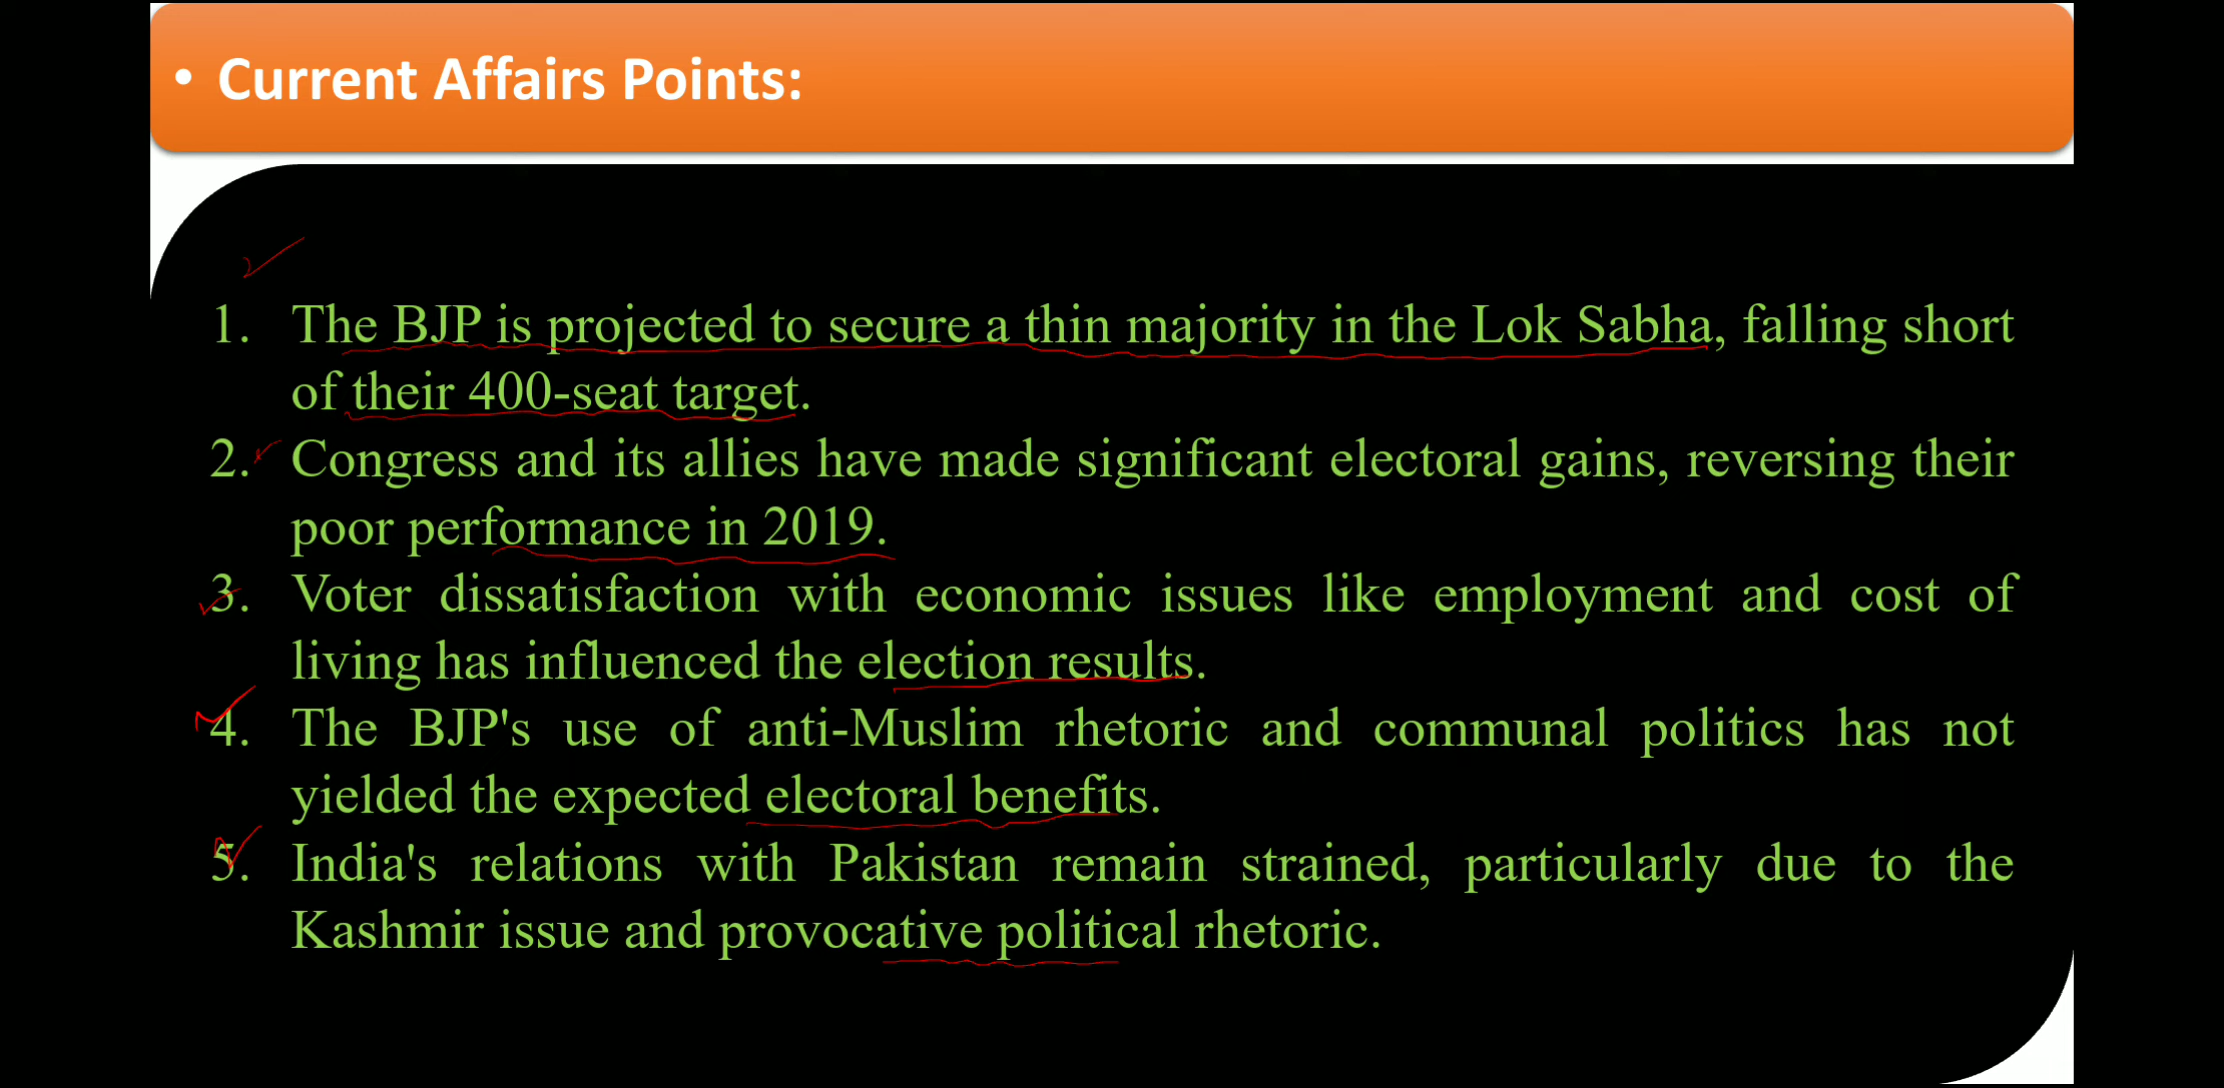 • Current Affairs Points:
1. The BJP is projected to secure a thin majority in the Lok Sabha, falling short
of their 400-seat target.
2. Congress and its allies have made significant electoral gains, reversing their
poor performance in 2019.
3. Voter dissatisfaction with economic issues like employment and cost of
living has influenced the election results.
4. The BJP's use of anti-Muslim rhetoric and communal politics has not
yielded the expected electoral benefits.
5. India's relations with Pakistan remain strained, particularly due to the
Kashmir issue and provocative political rhetoric.